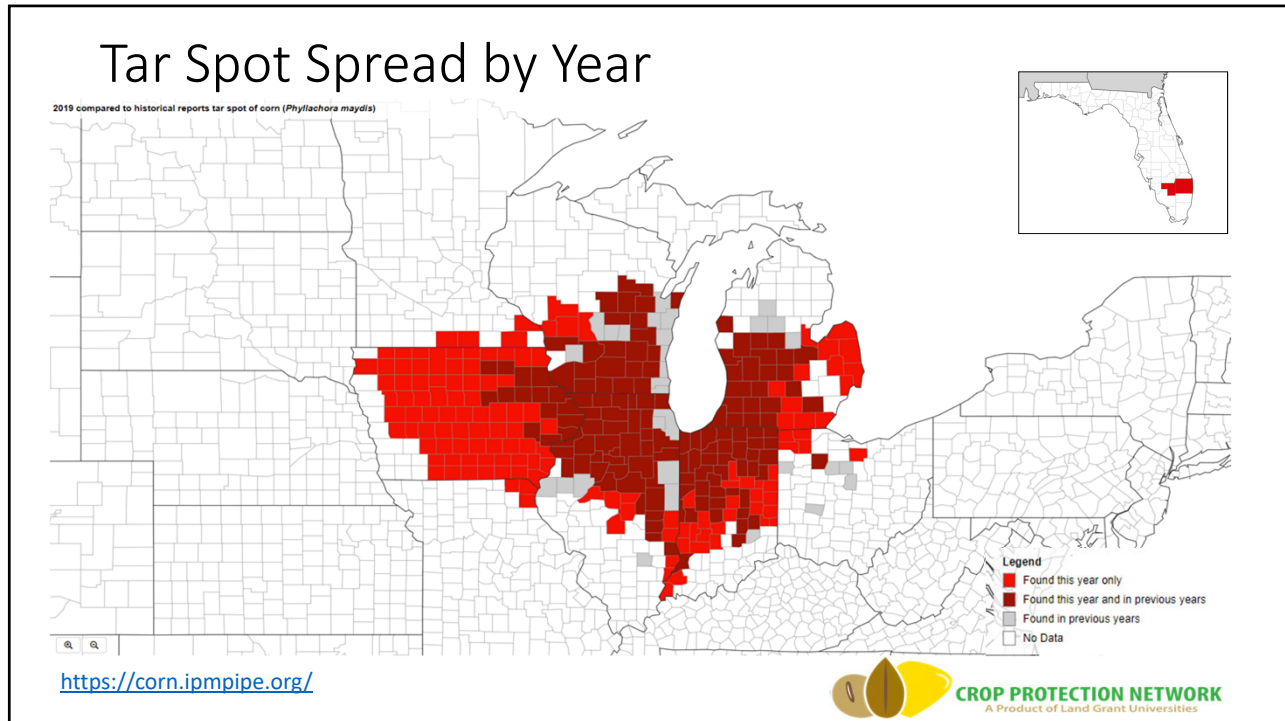 Tar Spot Spread by Year
2019 compared to historical reports tar spot of corn (Phyllachora maydis)
Legend
Found this year only
Found this year and in previous years
Found in previous years
No Data
https://corn.ipmpipe.org/
CROP PROTECTION NETWORK
A Product of Land Grant Universities